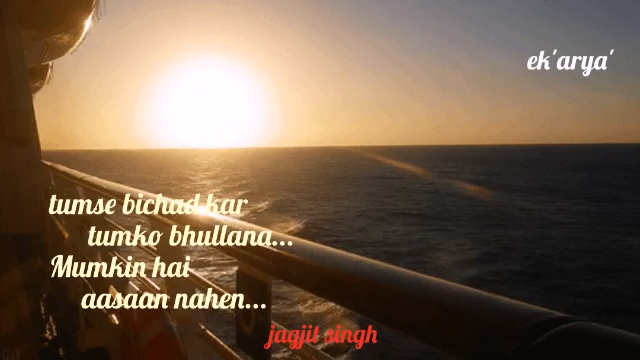 ek'arya'
tumse bichad kar
tumko bhullana...
Mumkin hai
aasaan nahen...
jagjit singh